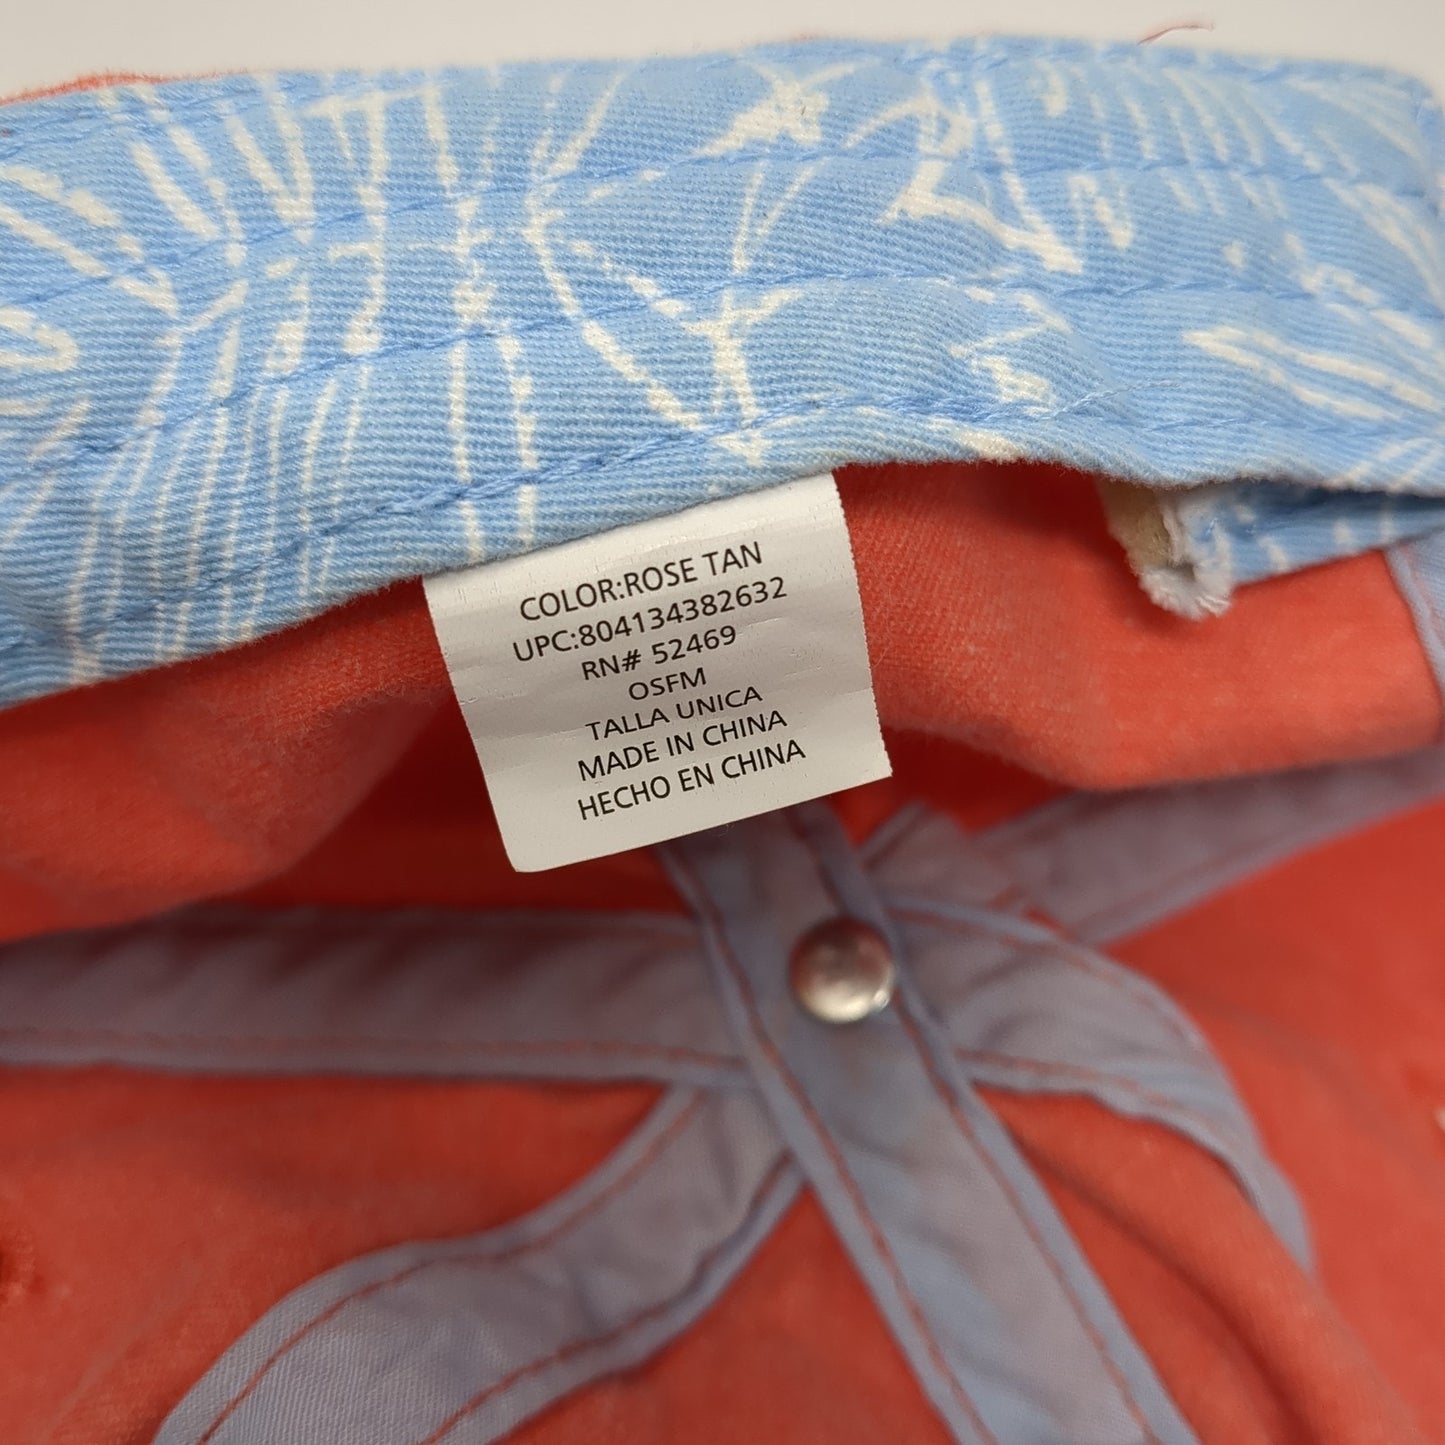 COLOR:ROSE TAN
UPC:804134382632
RN# 52469
OSFM
TALLA UNICA
MADE IN CHINA
HECHO EN CHINA